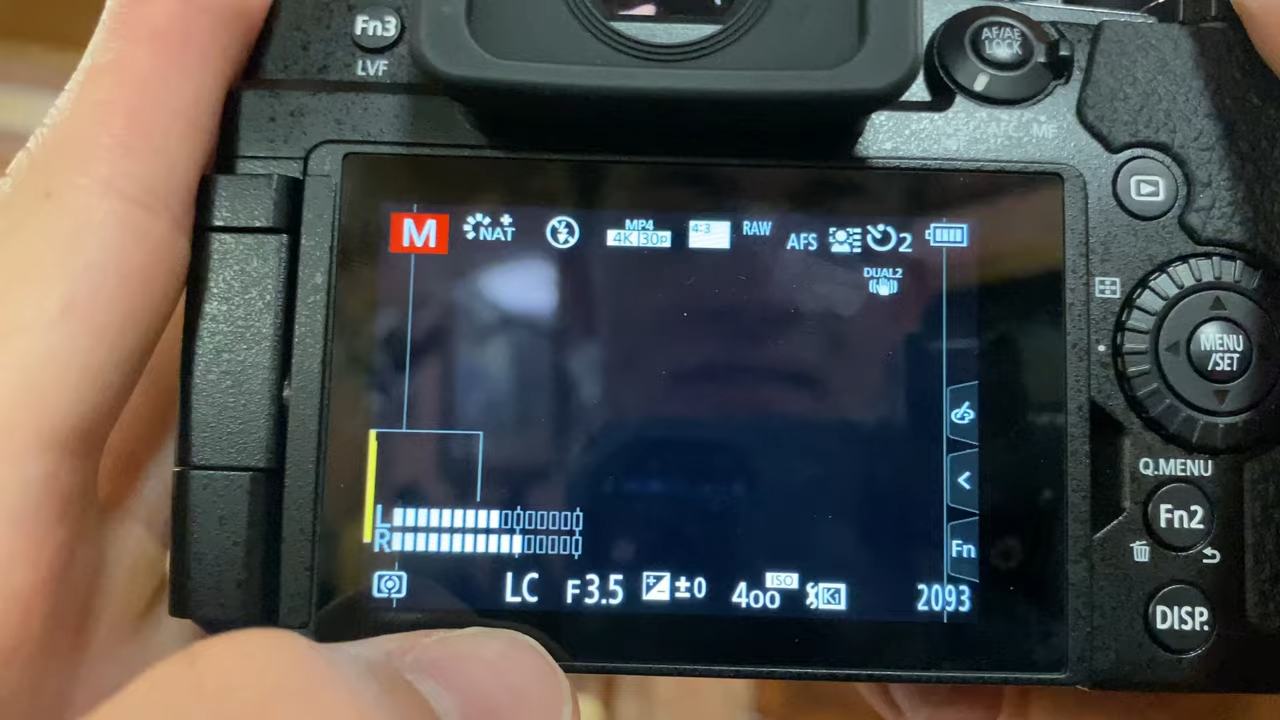 Fn3
LVF
AF/AE
LOCK
AFC MF
M NAT MP4 4K 30p 4:3 RAW AFS 2
DUAL2
MENU
/SET
L
R
Q.MENU
Fn2
Fn
LC F3.5 ±0 400 ISO K1 2093
DISP.